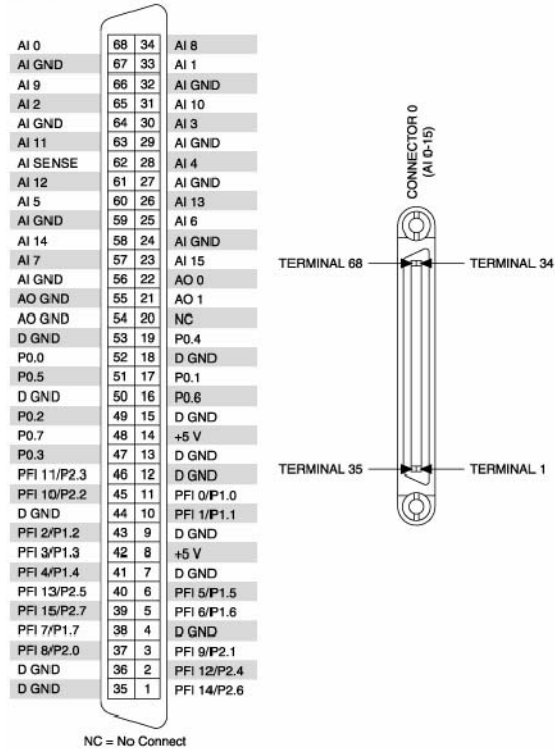 AI 0 68 34 AI 8
AI GND 67 33 AI 1
AI 9 66 32 AI GND
AI 2 65 31 AI 10
AI GND 64 30 AI 3
AI 11 63 29 AI GND
AI SENSE 62 28 AI 4
AI 12 61 27 AI GND
AI 5 60 26 AI 13
AI GND 59 25 AI 6
AI 14 58 24 AI GND
AI 7 57 23 AI 15
AI GND 56 22 AO 0
AO GND 55 21 AO 1
AO GND 54 20 NC
D GND 53 19 P0.4
P0.0 52 18 D GND
P0.5 51 17 P0.1
D GND 50 16 P0.6
P0.2 49 15 D GND
P0.7 48 14 +5 V
P0.3 47 13 D GND
PFI 11/P2.3 46 12 D GND
PFI 10/P2.2 45 11 PFI 0/P1.0
D GND 44 10 PFI 1/P1.1
PFI 2/P1.2 43 9 D GND
PFI 3/P1.3 42 8 +5 V
PFI 4/P1.4 41 7 D GND
PFI 13/P2.5 40 6 PFI 5/P1.5
PFI 15/P2.7 39 5 PFI 6/P1.6
PFI 7/P1.7 38 4 D GND
PFI 8/P2.0 37 3 PFI 9/P2.1
D GND 36 2 PFI 12/P2.4
D GND 35 1 PFI 14/P2.6
NC = No Connect
CONNECTOR 0
(AI 0-15)
TERMINAL 68 TERMINAL 34
TERMINAL 35 TERMINAL 1